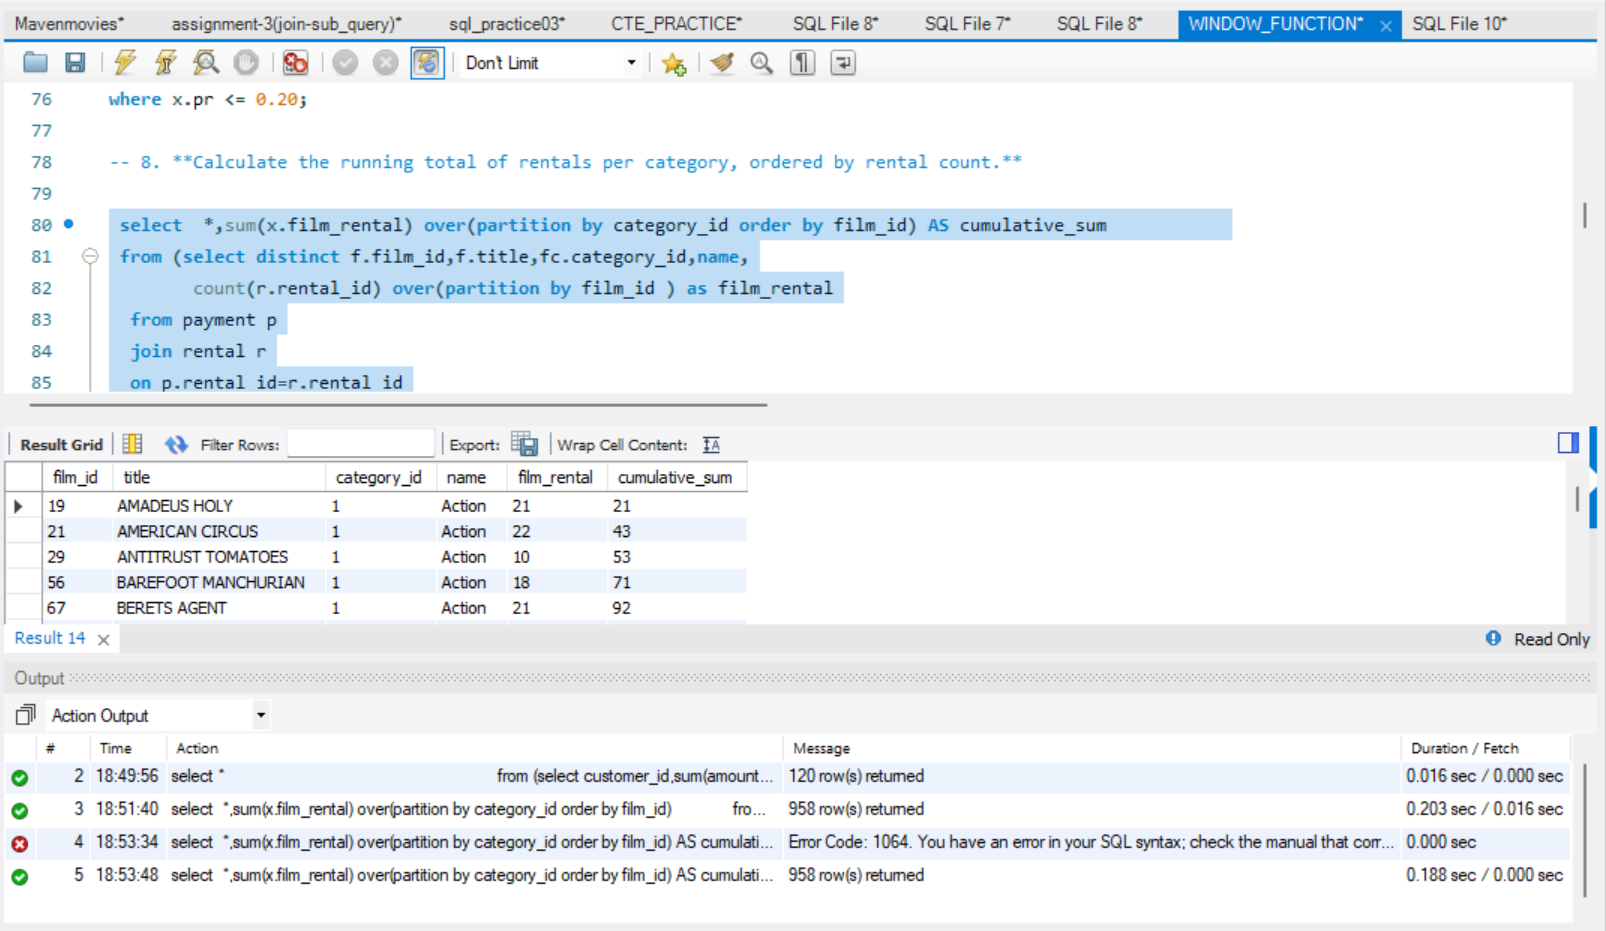 Mavenmovies* assignment-3(join-sub_query)* sql_practice03* CTE_PRACTICE* SQL File 8* SQL File 7* SQL File 8* WINDOW_FUNCTION* SQL File 10*
Don't Limit
76 where x.pr <= 0.20;
77
78 -- 8. **Calculate the running total of rentals per category, ordered by rental count.**
79
80 select *,sum(x.film_rental) over(partition by category_id order by film_id) AS cumulative_sum
81 from (select distinct f.film_id,f.title,fc.category_id,name,
82 count(r.rental_id) over(partition by film_id ) as film_rental
83 from payment p
84 join rental r
85 on p.rental_id=r.rental_id
Result Grid Filter Rows: Export: Wrap Cell Content:
film_id title category_id name film_rental cumulative_sum
19 AMADEUS HOLY 1 Action 21 21
21 AMERICAN CIRCUS 1 Action 22 43
29 ANTITRUST TOMATOES 1 Action 10 53
56 BAREFOOT MANCHURIAN 1 Action 18 71
67 BERETS AGENT 1 Action 21 92
Result 14 Read Only
Output
Action Output
# Time Action Message Duration / Fetch
2 18:49:56 select * from (select customer_id,sum(amount... 120 row(s) returned 0.016 sec / 0.000 sec
3 18:51:40 select *,sum(x.film_rental) over(partition by category_id order by film_id) fro... 958 row(s) returned 0.203 sec / 0.016 sec
4 18:53:34 select *,sum(x.film_rental) over(partition by category_id order by film_id) AS cumulati... Error Code: 1064. You have an error in your SQL syntax; check the manual that corr... 0.000 sec
5 18:53:48 select *,sum(x.film_rental) over(partition by category_id order by film_id) AS cumulati... 958 row(s) returned 0.188 sec / 0.000 sec